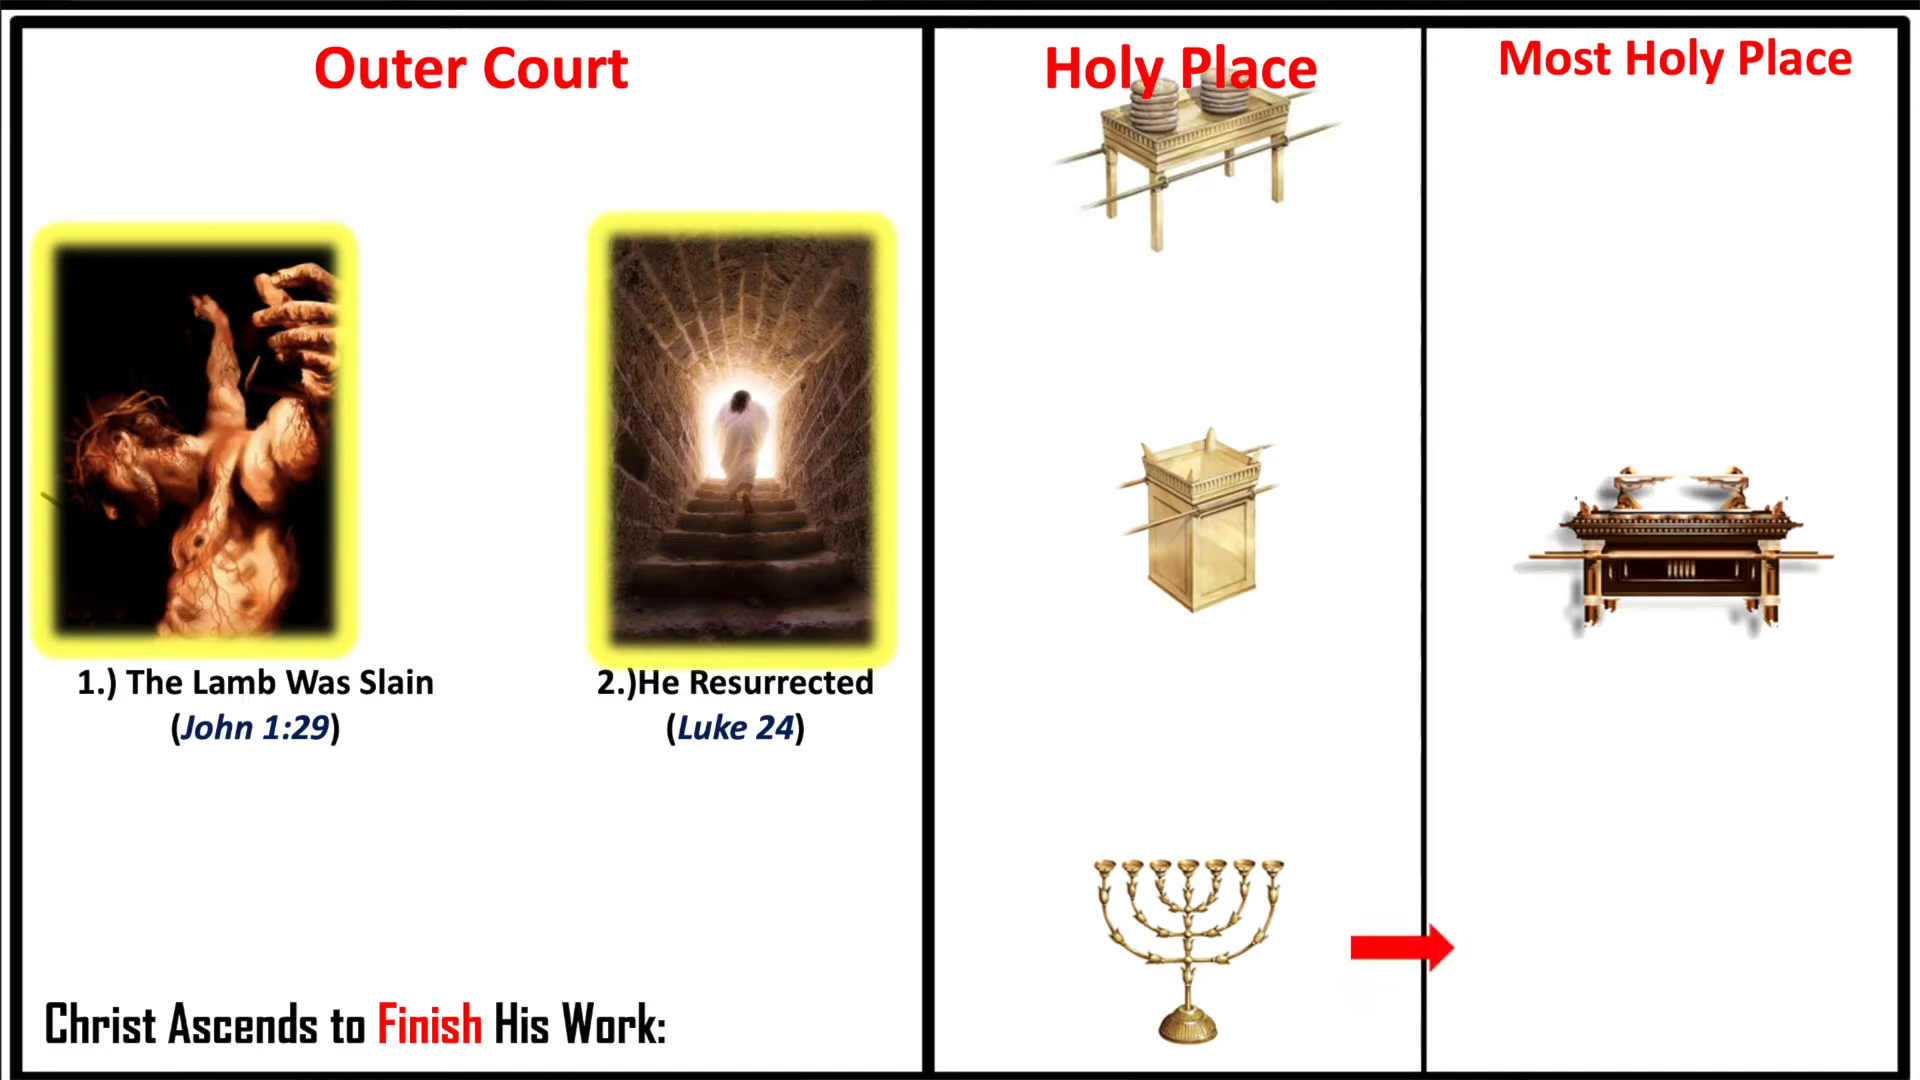 Outer Court
Holy Place
Most Holy Place
1.) The Lamb Was Slain
(John 1:29)
2.)He Resurrected
(Luke 24)
Christ Ascends to Finish His Work: